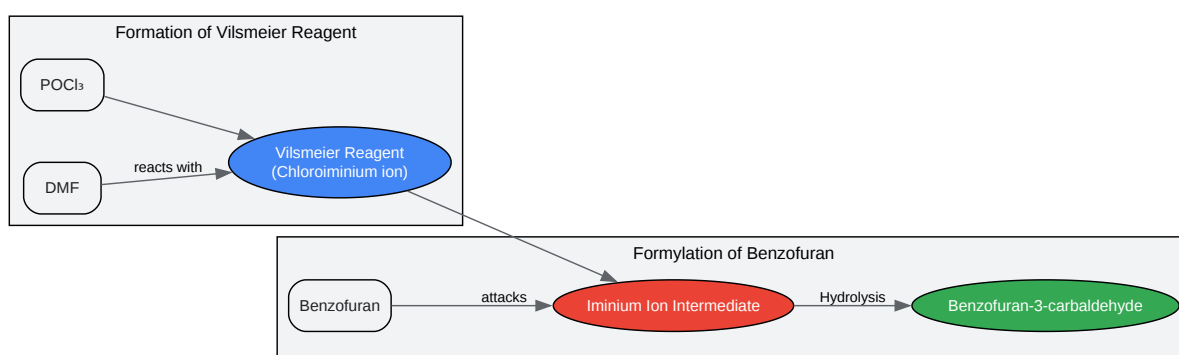 Formation of Vilsmeier Reagent
POCl₃
DMF
reacts with
Vilsmeier Reagent
(Chloroiminium ion)
Formylation of Benzofuran
Benzofuran
attacks
Iminium Ion Intermediate
Hydrolysis
Benzofuran-3-carbaldehyde